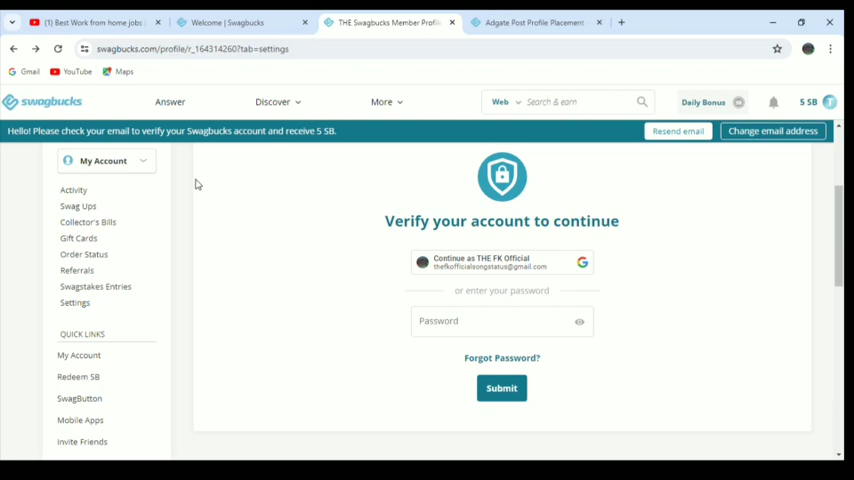 (1) Best Work from home jobs
Welcome | Swagbucks
THE Swagbucks Member Profil
Adgate Post Profile Placement -
swagbucks.com/profile/r_164314260?tab=settings
Gmail YouTube Maps
swagbucks
Answer
Discover
More
Web
Search & earn
Daily Bonus
5 SB
Hello! Please check your email to verify your Swagbucks account and receive 5 SB.
Resend email
Change email address
My Account
Activity
Swag Ups
Collector's Bills
Gift Cards
Order Status
Referrals
Swagstakes Entries
Settings
QUICK LINKS
My Account
Redeem SB
SwagButton
Mobile Apps
Invite Friends
Verify your account to continue
Continue as THE FK Official
thefkofficialsongstatus@gmail.com
or enter your password
Password
Forgot Password?
Submit